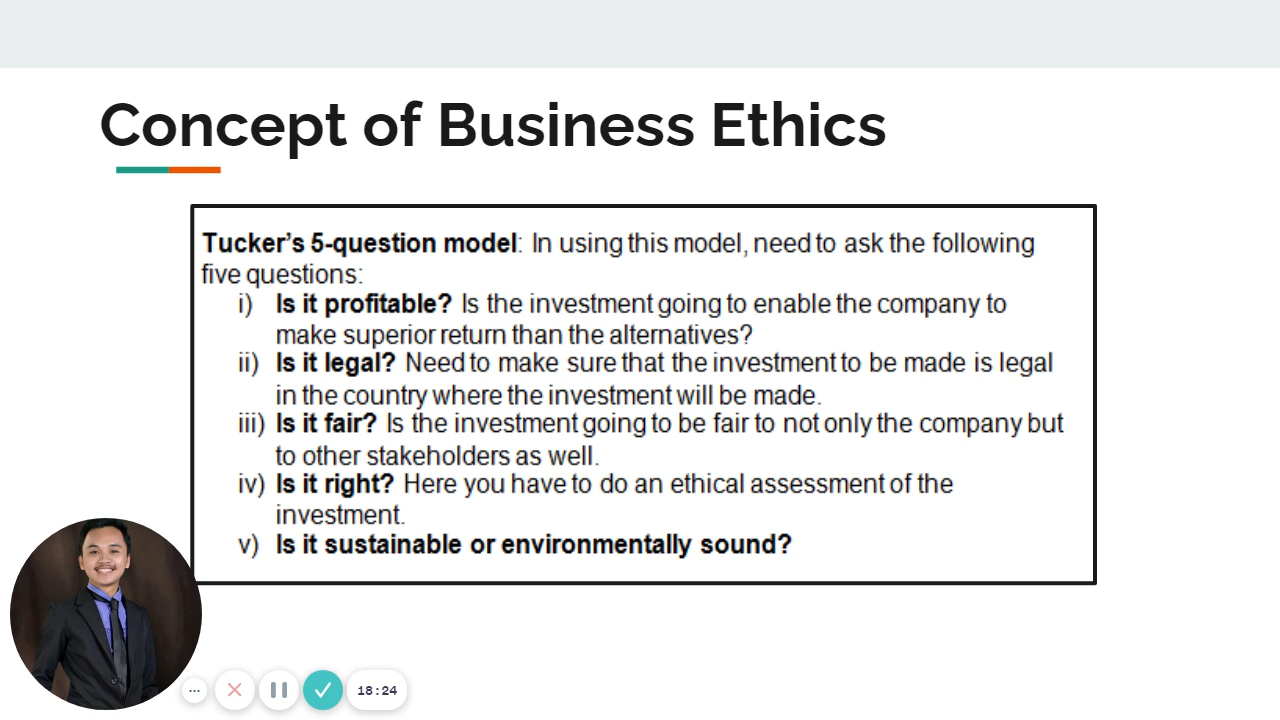 Concept of Business Ethics
Tucker's 5-question model: In using this model, need to ask the following
five questions:
i) Is it profitable? Is the investment going to enable the company to
make superior return than the alternatives?
ii) Is it legal? Need to make sure that the investment to be made is legal
in the country where the investment will be made.
iii) Is it fair? Is the investment going to be fair to not only the company but
to other stakeholders as well.
iv) Is it right? Here you have to do an ethical assessment of the
investment.
v) Is it sustainable or environmentally sound?
18:24